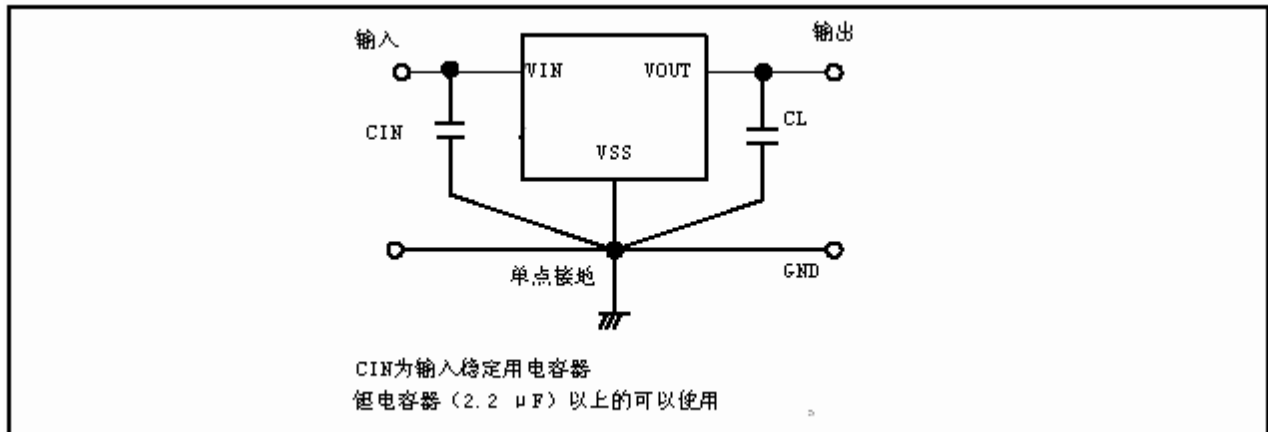 输入
输出
VIN
VOUT
CIN
CL
VSS
单点接地
GND
CIN为输入稳定用电容器
钽电容器（2.2 μF）以上的可以使用